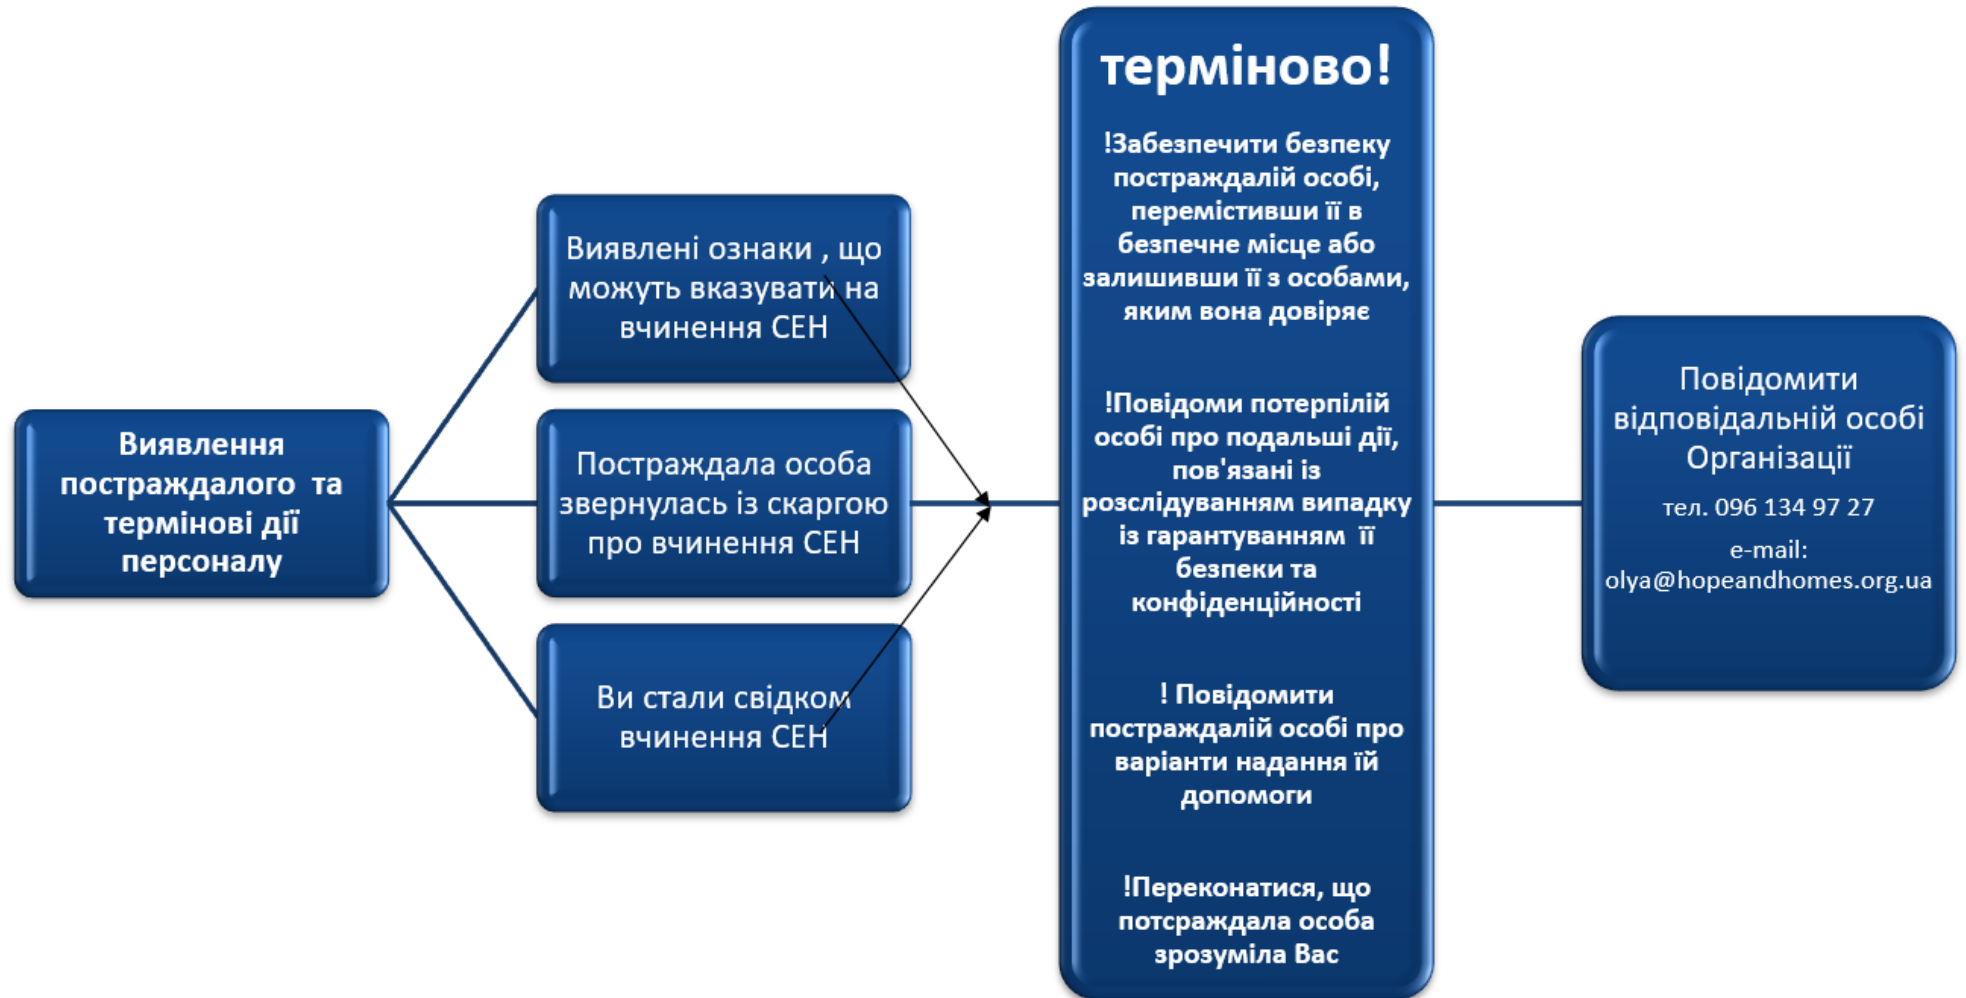 Виявлення
постраждалого та
термінові дії
персоналу
Виявлені ознаки , що
можуть вказувати на
вчинення СЕН
Постраждала особа
звернулась із скаргою
про вчинення СЕН
Ви стали свідком
вчинення СЕН
терміново!
!Забезпечити безпеку
постраждалій особі,
перемістивши її в
безпечне місце або
залишивши її з особами,
яким вона довіряє
!Повідоми потерпілій
особі про подальші дії,
пов'язані із
розслідуванням випадку
із гарантуванням її
безпеки та
конфіденційності
! Повідомити
постраждалій особі про
варіанти надання їй
допомоги
!Переконатися, що
потсраждала особа
зрозуміла Вас
Повідомити
відповідальній особі
Організації
тел. 096 134 97 27
e-mail:
olya@hopeandhomes.org.ua